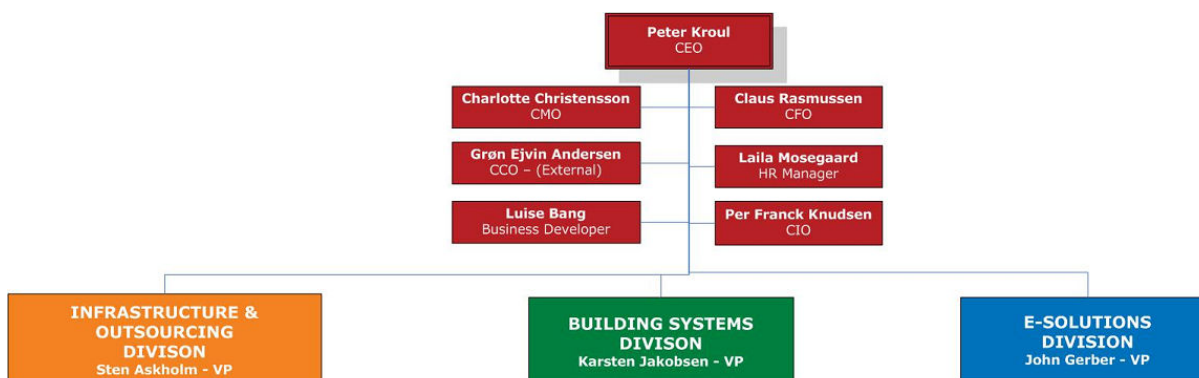 Peter Kroul
CEO
Charlotte Christensson
CMO
Claus Rasmussen
CFO
Grøn Ejvin Andersen
CCO – (External)
Laila Mosegaard
HR Manager
Luise Bang
Business Developer
Per Franck Knudsen
CIO
INFRASTRUCTURE &
OUTSOURCING
DIVISON
Sten Askholm - VP
BUILDING SYSTEMS
DIVISON
Karsten Jakobsen - VP
E-SOLUTIONS
DIVISION
John Gerber - VP